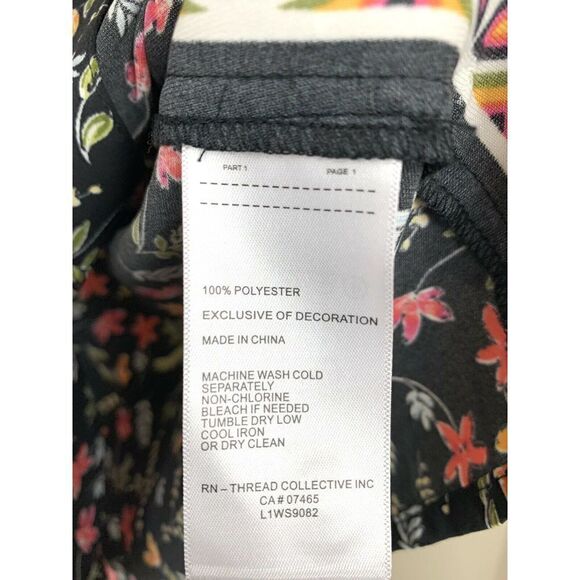 PART 1 PAGE 1
100% POLYESTER
EXCLUSIVE OF DECORATION
MADE IN CHINA
MACHINE WASH COLD
SEPARATELY
NON-CHLORINE
BLEACH IF NEEDED
TUMBLE DRY LOW
COOL IRON
OR DRY CLEAN
RN – THREAD COLLECTIVE INC
CA # 07465
L1WS9082